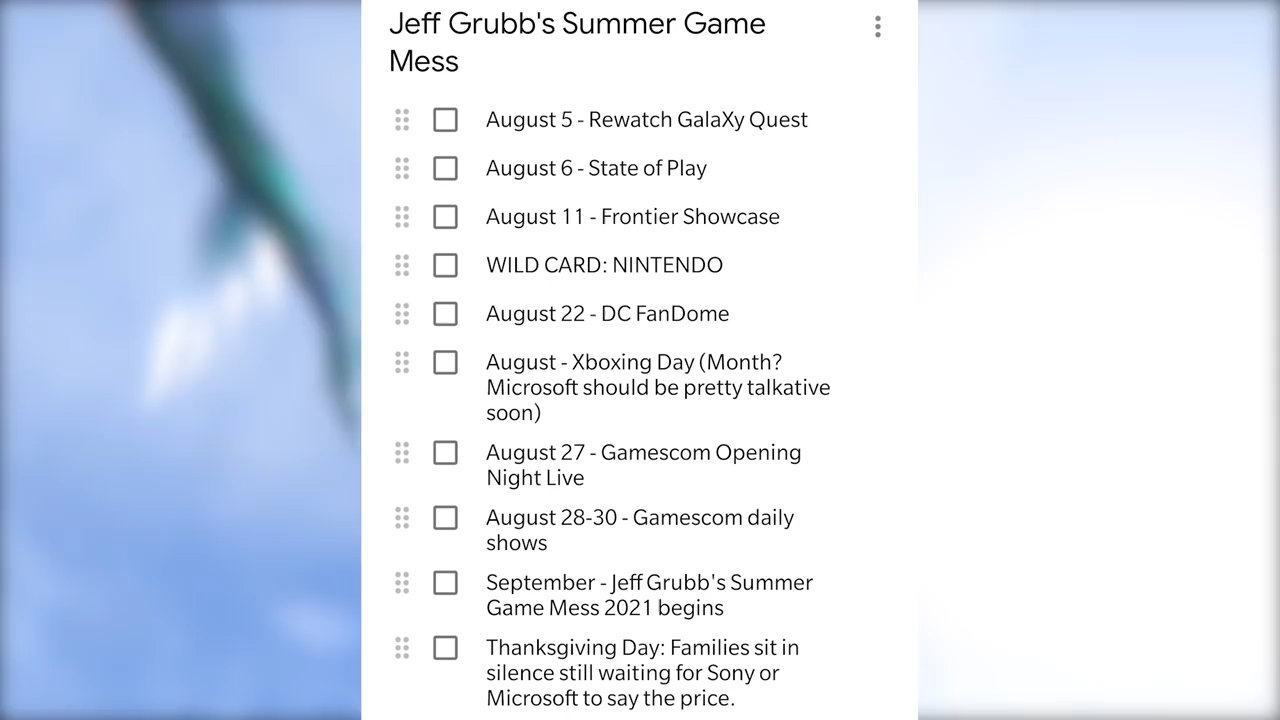 Jeff Grubb's Summer Game
Mess
August 5 - Rewatch GalaXy Quest
August 6 - State of Play
August 11 - Frontier Showcase
WILD CARD: NINTENDO
August 22 - DC FanDome
August - Xboxing Day (Month?
Microsoft should be pretty talkative
soon)
August 27 - Gamescom Opening
Night Live
August 28-30 - Gamescom daily
shows
September - Jeff Grubb's Summer
Game Mess 2021 begins
Thanksgiving Day: Families sit in
silence still waiting for Sony or
Microsoft to say the price.